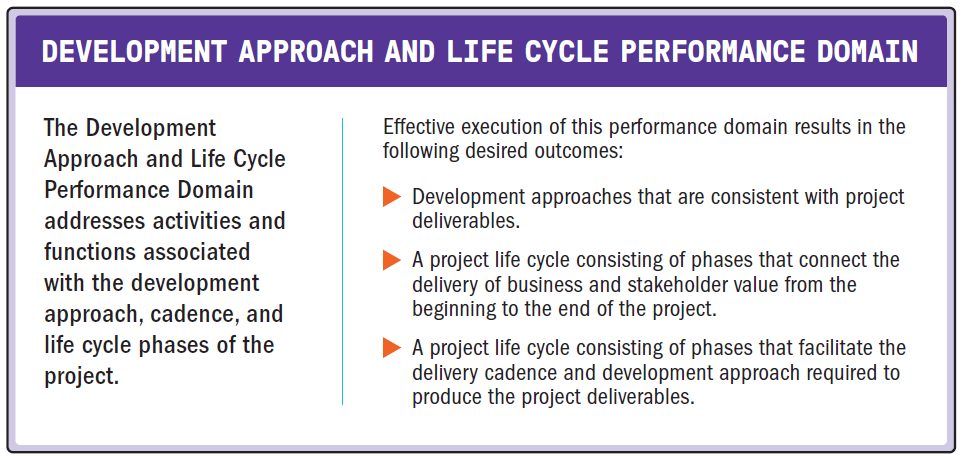 DEVELOPMENT APPROACH AND LIFE CYCLE PERFORMANCE DOMAIN
The Development
Approach and Life Cycle
Performance Domain
addresses activities and
functions associated
with the development
approach, cadence, and
life cycle phases of the
project.
Effective execution of this performance domain results in the
following desired outcomes:
Development approaches that are consistent with project
deliverables.
A project life cycle consisting of phases that connect the
delivery of business and stakeholder value from the
beginning to the end of the project.
A project life cycle consisting of phases that facilitate the
delivery cadence and development approach required to
produce the project deliverables.